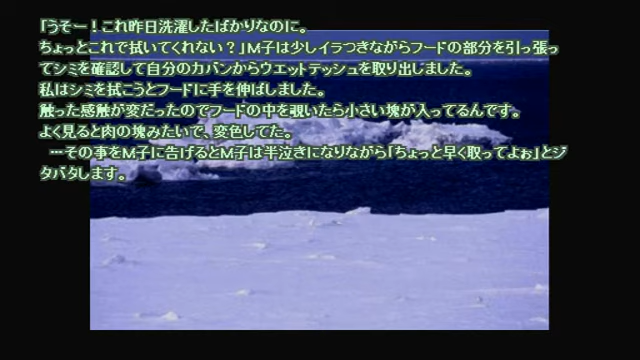 「うそー！これ昨日洗濯したばかりなのに。
ちょっとこれで拭いてくれない？」M子は少しイラつきながらフードの部分を引っ張っ
てシミを確認して自分のカバンからウエットテッシュを取り出しました。
私はシミを拭こうとフードに手を伸ばしました。
触った感触が変だったのでフードの中を覗いたら小さい塊が入ってるんです。
よく見ると肉の塊みたいで、変色してた。
…その事をM子に告げるとM子は半泣きになりながら「ちょっと早く取ってよぉ」とジ
タバタします。